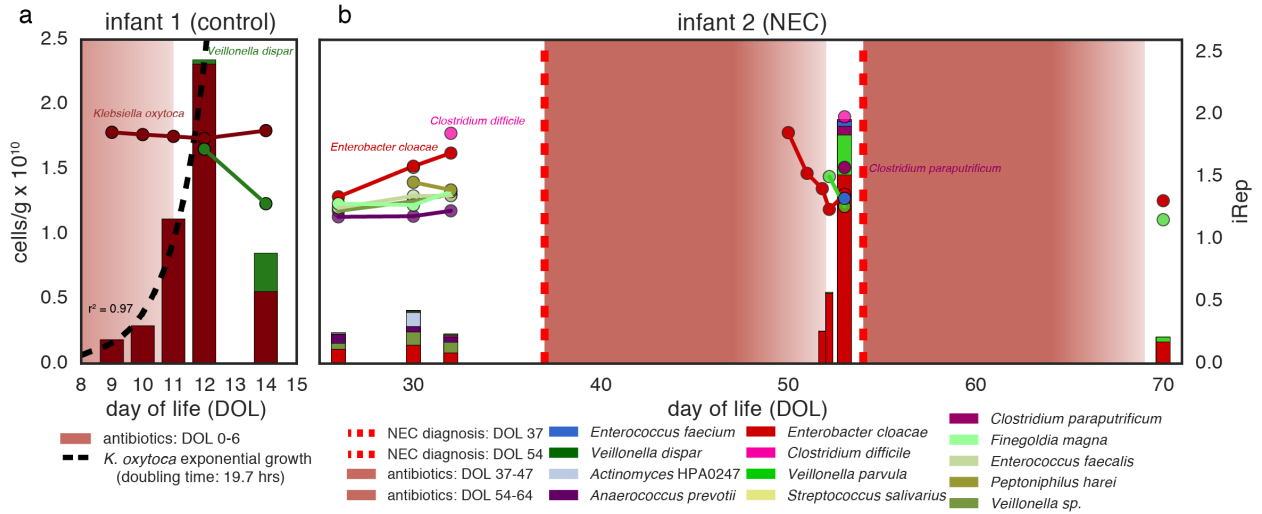 a
infant 1 (control)
b
infant 2 (NEC)
2.5
2.0
1.5
1.0
0.5
0.0
cells/g x 10¹⁰
Veillonella dispar
Klebsiella oxytoca
r² = 0.97
8 9 10 11 12 13 14 15
day of life (DOL)
Clostridium difficile
Enterobacter cloacae
Clostridium paraputrificum
2.5
2.0
1.5
1.0
0.5
0.0
iRep
30 40 50 60 70
day of life (DOL)
antibiotics: DOL 0-6
K. oxytoca exponential growth
(doubling time: 19.7 hrs)
NEC diagnosis: DOL 37
NEC diagnosis: DOL 54
antibiotics: DOL 37-47
antibiotics: DOL 54-64
Enterococcus faecium
Veillonella dispar
Actinomyces HPA0247
Anaerococcus prevotii
Enterobacter cloacae
Clostridium difficile
Veillonella parvula
Streptococcus salivarius
Clostridium paraputrificum
Finegoldia magna
Enterococcus faecalis
Peptoniphilus harei
Veillonella sp.